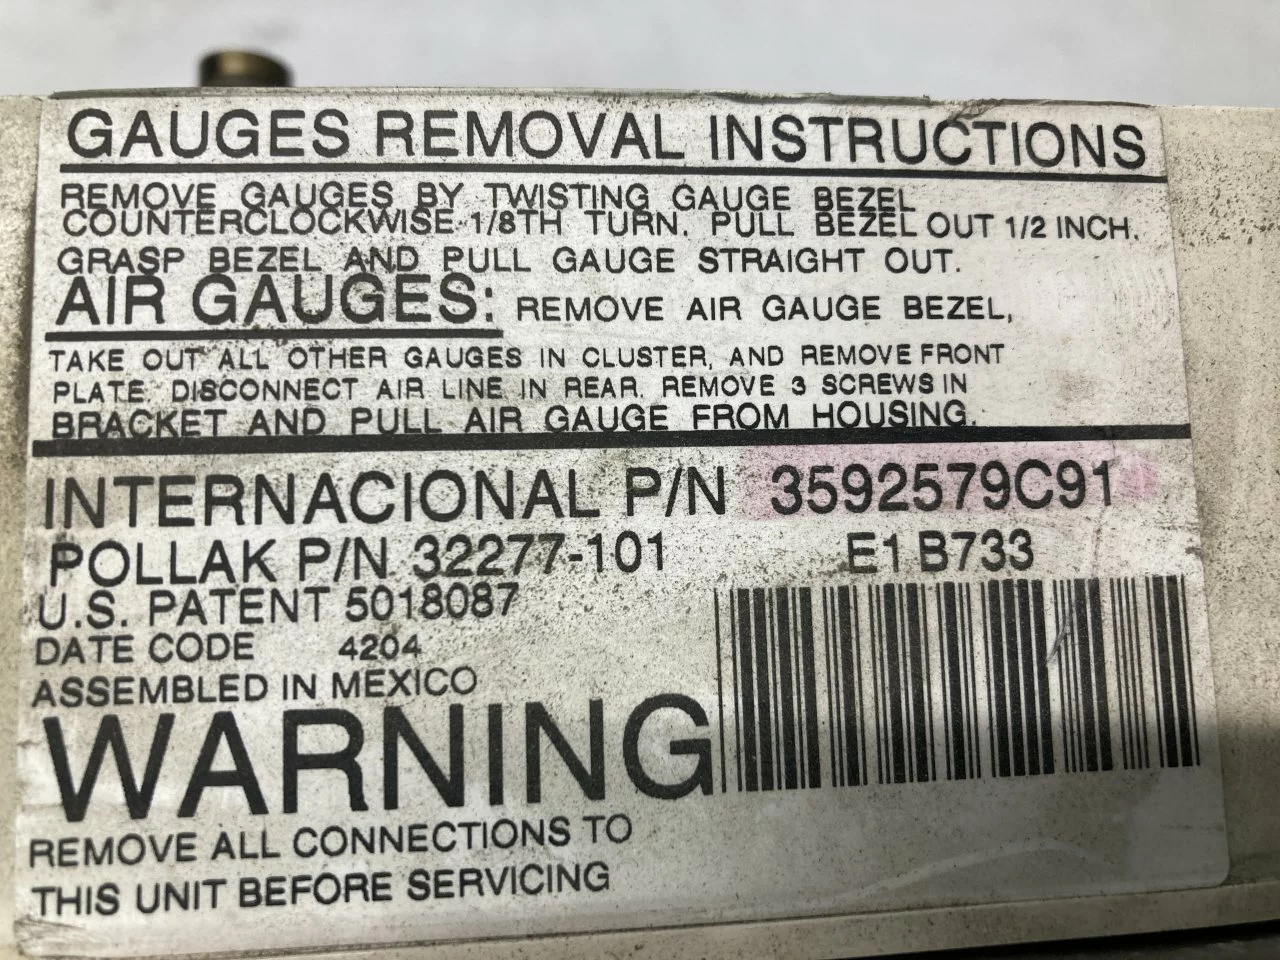 GAUGES REMOVAL INSTRUCTIONS
REMOVE GAUGES BY TWISTING GAUGE BEZEL
COUNTERCLOCKWISE 1/8TH TURN. PULL BEZEL OUT 1/2 INCH.
GRASP BEZEL AND PULL GAUGE STRAIGHT OUT.
AIR GAUGES: REMOVE AIR GAUGE BEZEL,
TAKE OUT ALL OTHER GAUGES IN CLUSTER, AND REMOVE FRONT
PLATE. DISCONNECT AIR LINE IN REAR. REMOVE 3 SCREWS IN
BRACKET AND PULL AIR GAUGE FROM HOUSING.
INTERNACIONAL P/N 3592579C91
POLLAK P/N 32277-101 E1 B733
U.S. PATENT 5018087
DATE CODE 4204
ASSEMBLED IN MEXICO
WARNING
REMOVE ALL CONNECTIONS TO
THIS UNIT BEFORE SERVICING